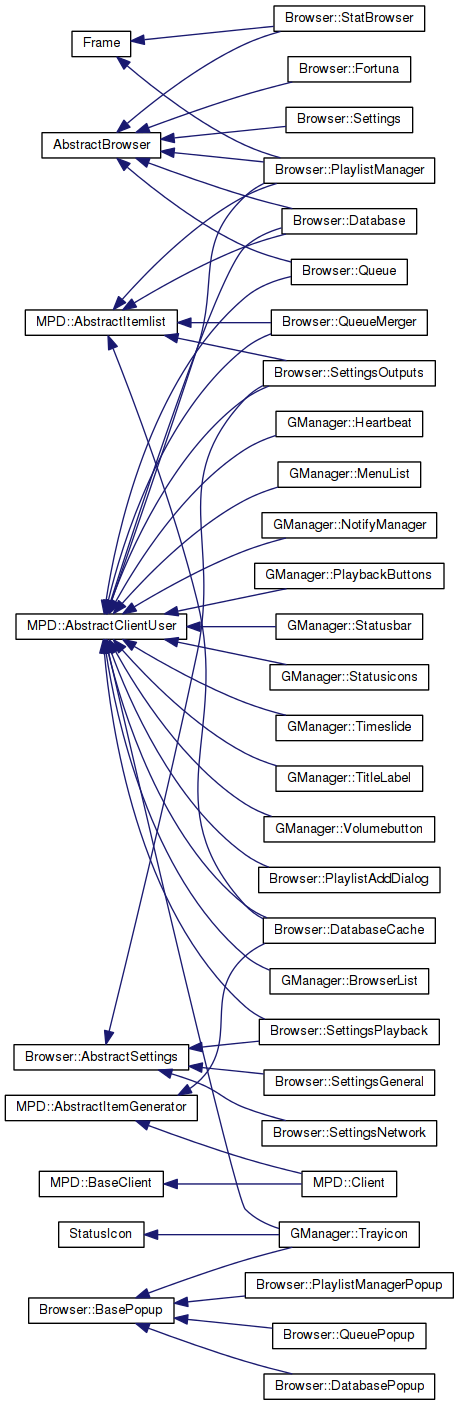 Browser::StatBrowser
Frame
Browser::Fortuna
Browser::Settings
AbstractBrowser
Browser::PlaylistManager
Browser::Database
Browser::Queue
MPD::AbstractItemlist
Browser::QueueMerger
Browser::SettingsOutputs
GManager::Heartbeat
GManager::MenuList
GManager::NotifyManager
GManager::PlaybackButtons
MPD::AbstractClientUser
GManager::Statusbar
GManager::Statusicons
GManager::Timeslide
GManager::TitleLabel
GManager::Volumebutton
Browser::PlaylistAddDialog
Browser::DatabaseCache
GManager::BrowserList
Browser::SettingsPlayback
Browser::AbstractSettings
Browser::SettingsGeneral
MPD::AbstractItemGenerator
Browser::SettingsNetwork
MPD::BaseClient
MPD::Client
StatusIcon
GManager::Trayicon
Browser::PlaylistManagerPopup
Browser::BasePopup
Browser::QueuePopup
Browser::DatabasePopup